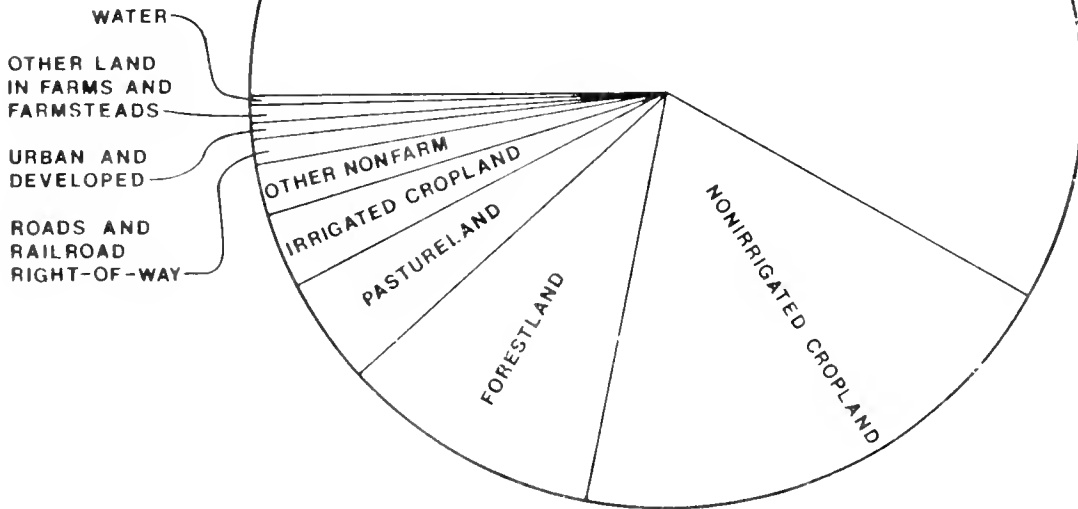 WATER
OTHER LAND
IN FARMS AND
FARMSTEADS
URBAN AND
DEVELOPED
ROADS AND
RAILROAD
RIGHT-OF-WAY
OTHER NONFARM
IRRIGATED CROPLAND
PASTURELAND
FORESTLAND
NONIRRIGATED CROPLAND